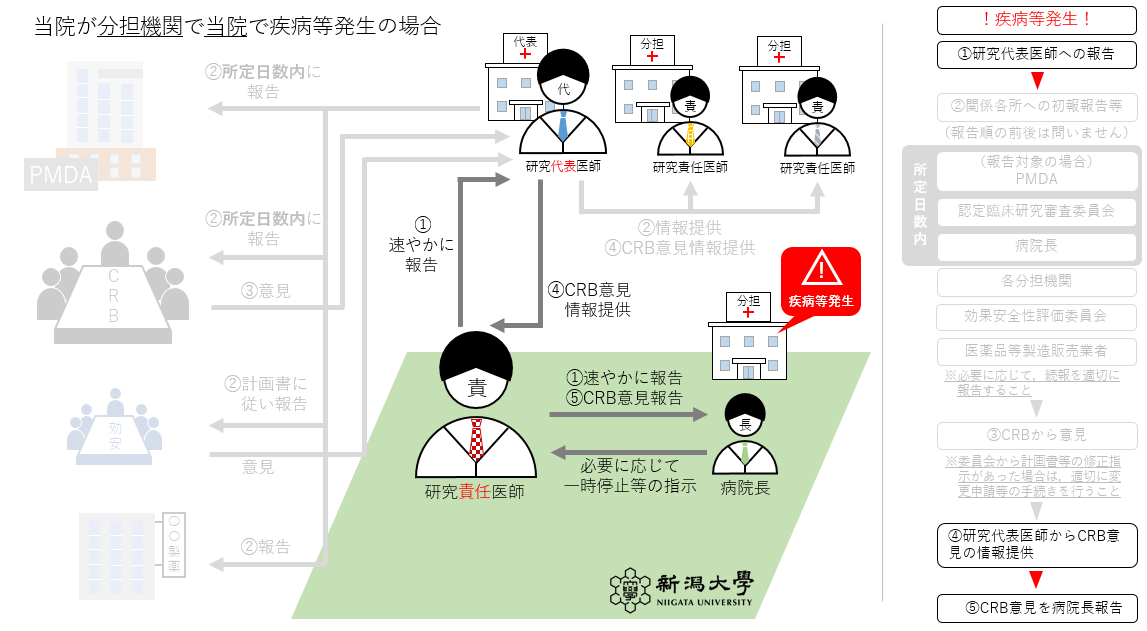 当院が分担機関で当院で疾病等発生の場合
代表
代
研究代表医師
分担
責
研究責任医師
分担
責
研究責任医師
②所定日数内に
報告
PMDA
②所定日数内に
報告
CRB
③意見
①
速やかに
報告
②情報提供
④CRB意見情報提供
④CRB意見
情報提供
疾病等発生
分担
②計画書に
従い報告
効安
意見
②報告
〇〇製薬
責
研究責任医師
①速やかに報告
⑤CRB意見報告
必要に応じて
一時停止等の指示
長
病院長
新潟大学
NIIGATA UNIVERSITY
！疾病等発生！
①研究代表医師への報告
②関係各所への初報報告等
（報告順の前後は問いません）
所定日数内
（報告対象の場合）
PMDA
認定臨床研究審査委員会
病院長
各分担機関
効果安全性評価委員会
医薬品等製造販売業者
※必要に応じて，続報を適切に
報告すること
③CRBから意見
※委員会から計画書等の修正指
示があった場合は，適切に変
更申請等の手続きを行うこと
④研究代表医師からCRB意
見の情報提供
⑤CRB意見を病院長報告